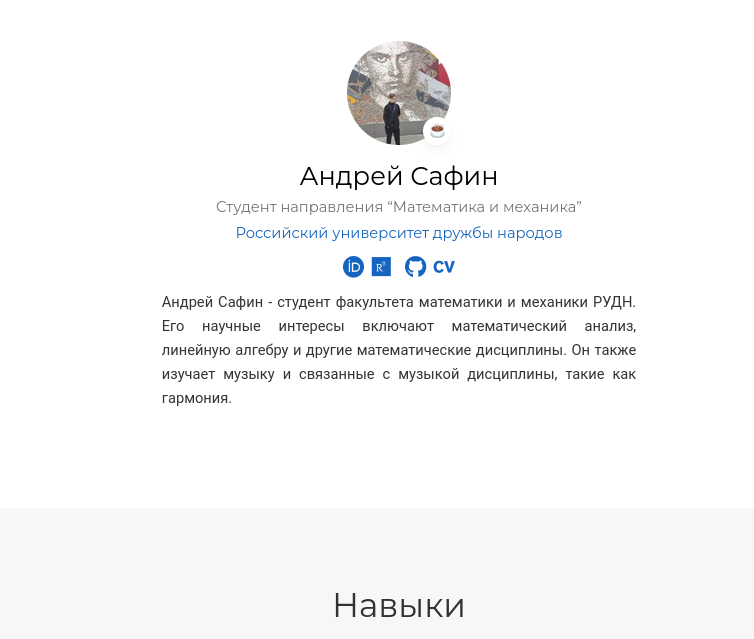 Андрей Сафин
Студент направления “Математика и механика”
Российский университет дружбы народов
iD R^G CV
Андрей Сафин - студент факультета математики и механики РУДН.
Его научные интересы включают математический анализ,
линейную алгебру и другие математические дисциплины. Он также
изучает музыку и связанные с музыкой дисциплины, такие как
гармония.
Навыки